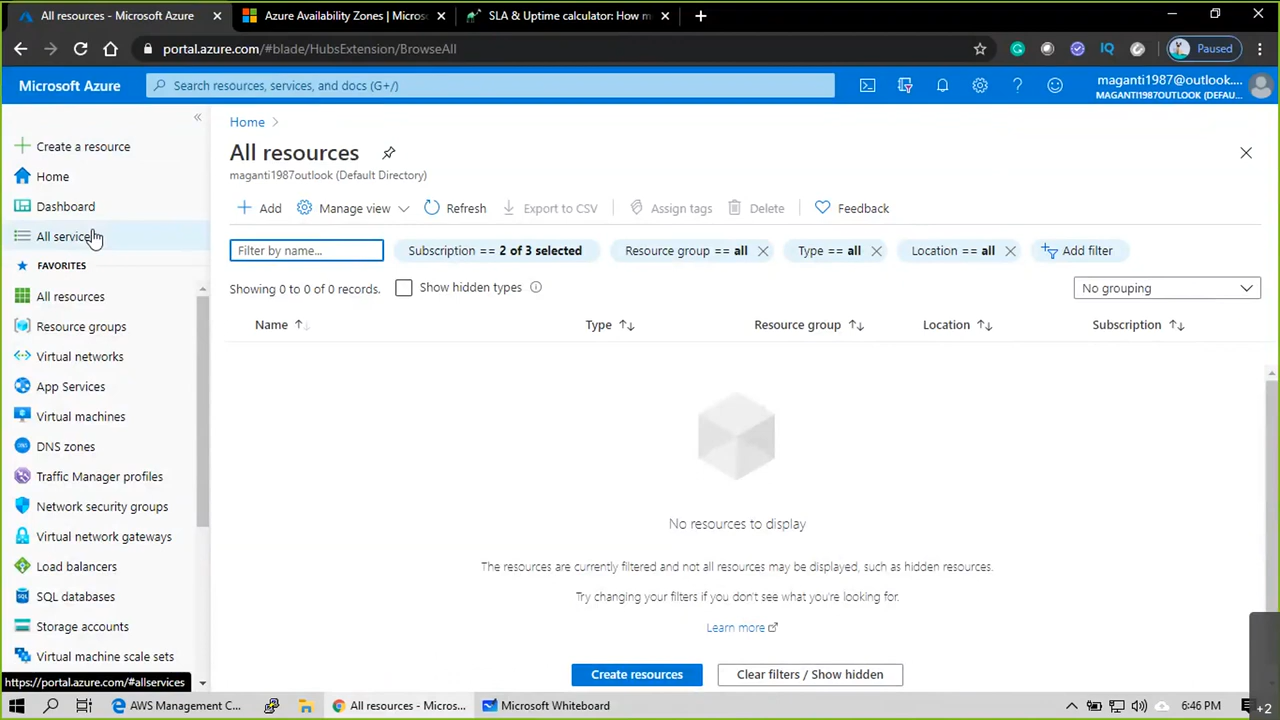 All resources - Microsoft Azure
Azure Availability Zones | Micros
SLA & Uptime calculator: How m
portal.azure.com/#blade/HubsExtension/BrowseAll
IQ
Paused
Microsoft Azure
Search resources, services, and docs (G+/)
maganti1987@outlook....
MAGANTI1987OUTLOOK (DEFAU...
Create a resource
Home
Dashboard
All services
FAVORITES
All resources
Resource groups
Virtual networks
App Services
Virtual machines
DNS zones
Traffic Manager profiles
Network security groups
Virtual network gateways
Load balancers
SQL databases
Storage accounts
Virtual machine scale sets
https://portal.azure.com/#allservices
Home
All resources
maganti1987outlook (Default Directory)
Add
Manage view
Refresh
Export to CSV
Assign tags
Delete
Feedback
Filter by name...
Subscription == 2 of 3 selected
Resource group == all
Type == all
Location == all
Add filter
Showing 0 to 0 of 0 records.
Show hidden types
No grouping
Name
Type
Resource group
Location
Subscription
No resources to display
The resources are currently filtered and not all resources may be displayed, such as hidden resources.
Try changing your filters if you don't see what you're looking for.
Learn more
Create resources
Clear filters / Show hidden
AWS Management C...
All resources - Micros...
Microsoft Whiteboard
6:46 PM
+2